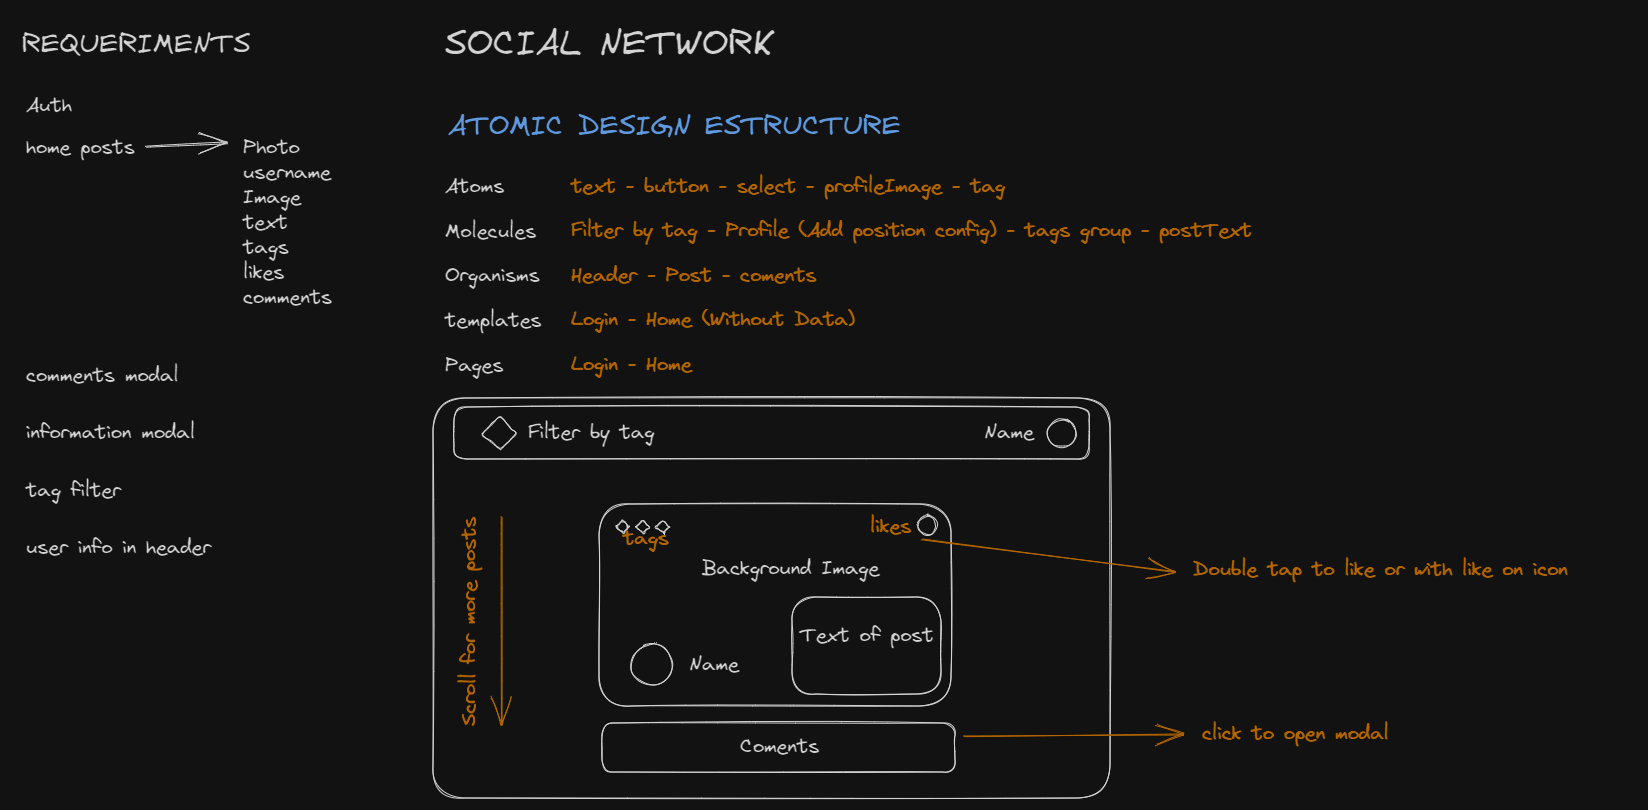 REQUERIMENTS
Auth
home posts
Photo
username
Image
text
tags
likes
comments
comments modal
information modal
tag filter
user info in header
SOCIAL NETWORK
ATOMIC DESIGN ESTRUCTURE
Atoms text - button - select - profileImage - tag
Molecules Filter by tag - Profile (Add position config) - tags group - postText
Organisms Header - Post - coments
templates Login - Home (Without Data)
Pages Login - Home
Filter by tag
Name
Scroll for more posts
tags
likes
Background Image
Text of post
Name
Coments
Double tap to like or with like on icon
click to open modal